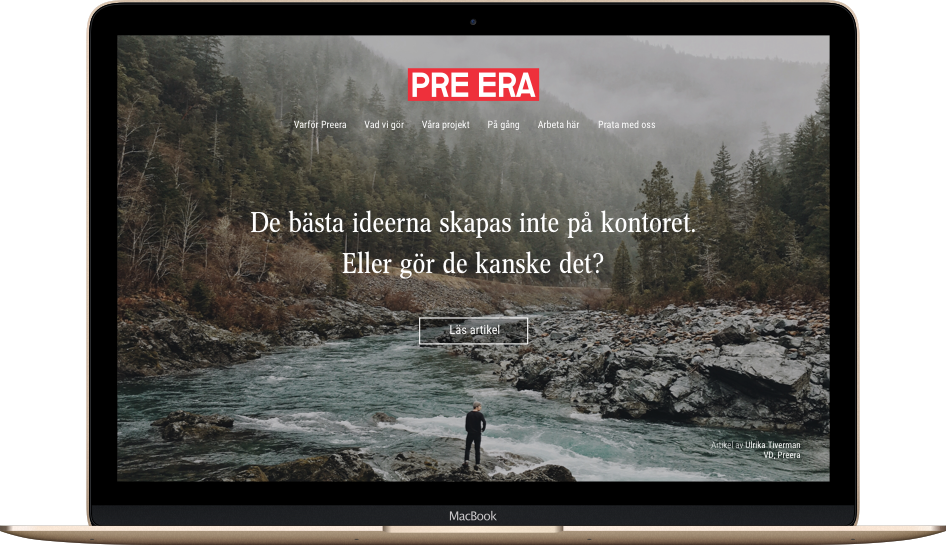 PRE ERA
Varför Preera Vad vi gör Våra projekt På gång Arbeta här Prata med oss
De bästa ideerna skapas inte på kontoret.
Eller gör de kanske det?
Läs artikel
Artikel av Ulrika Tiverman
VD, Preera
MacBook